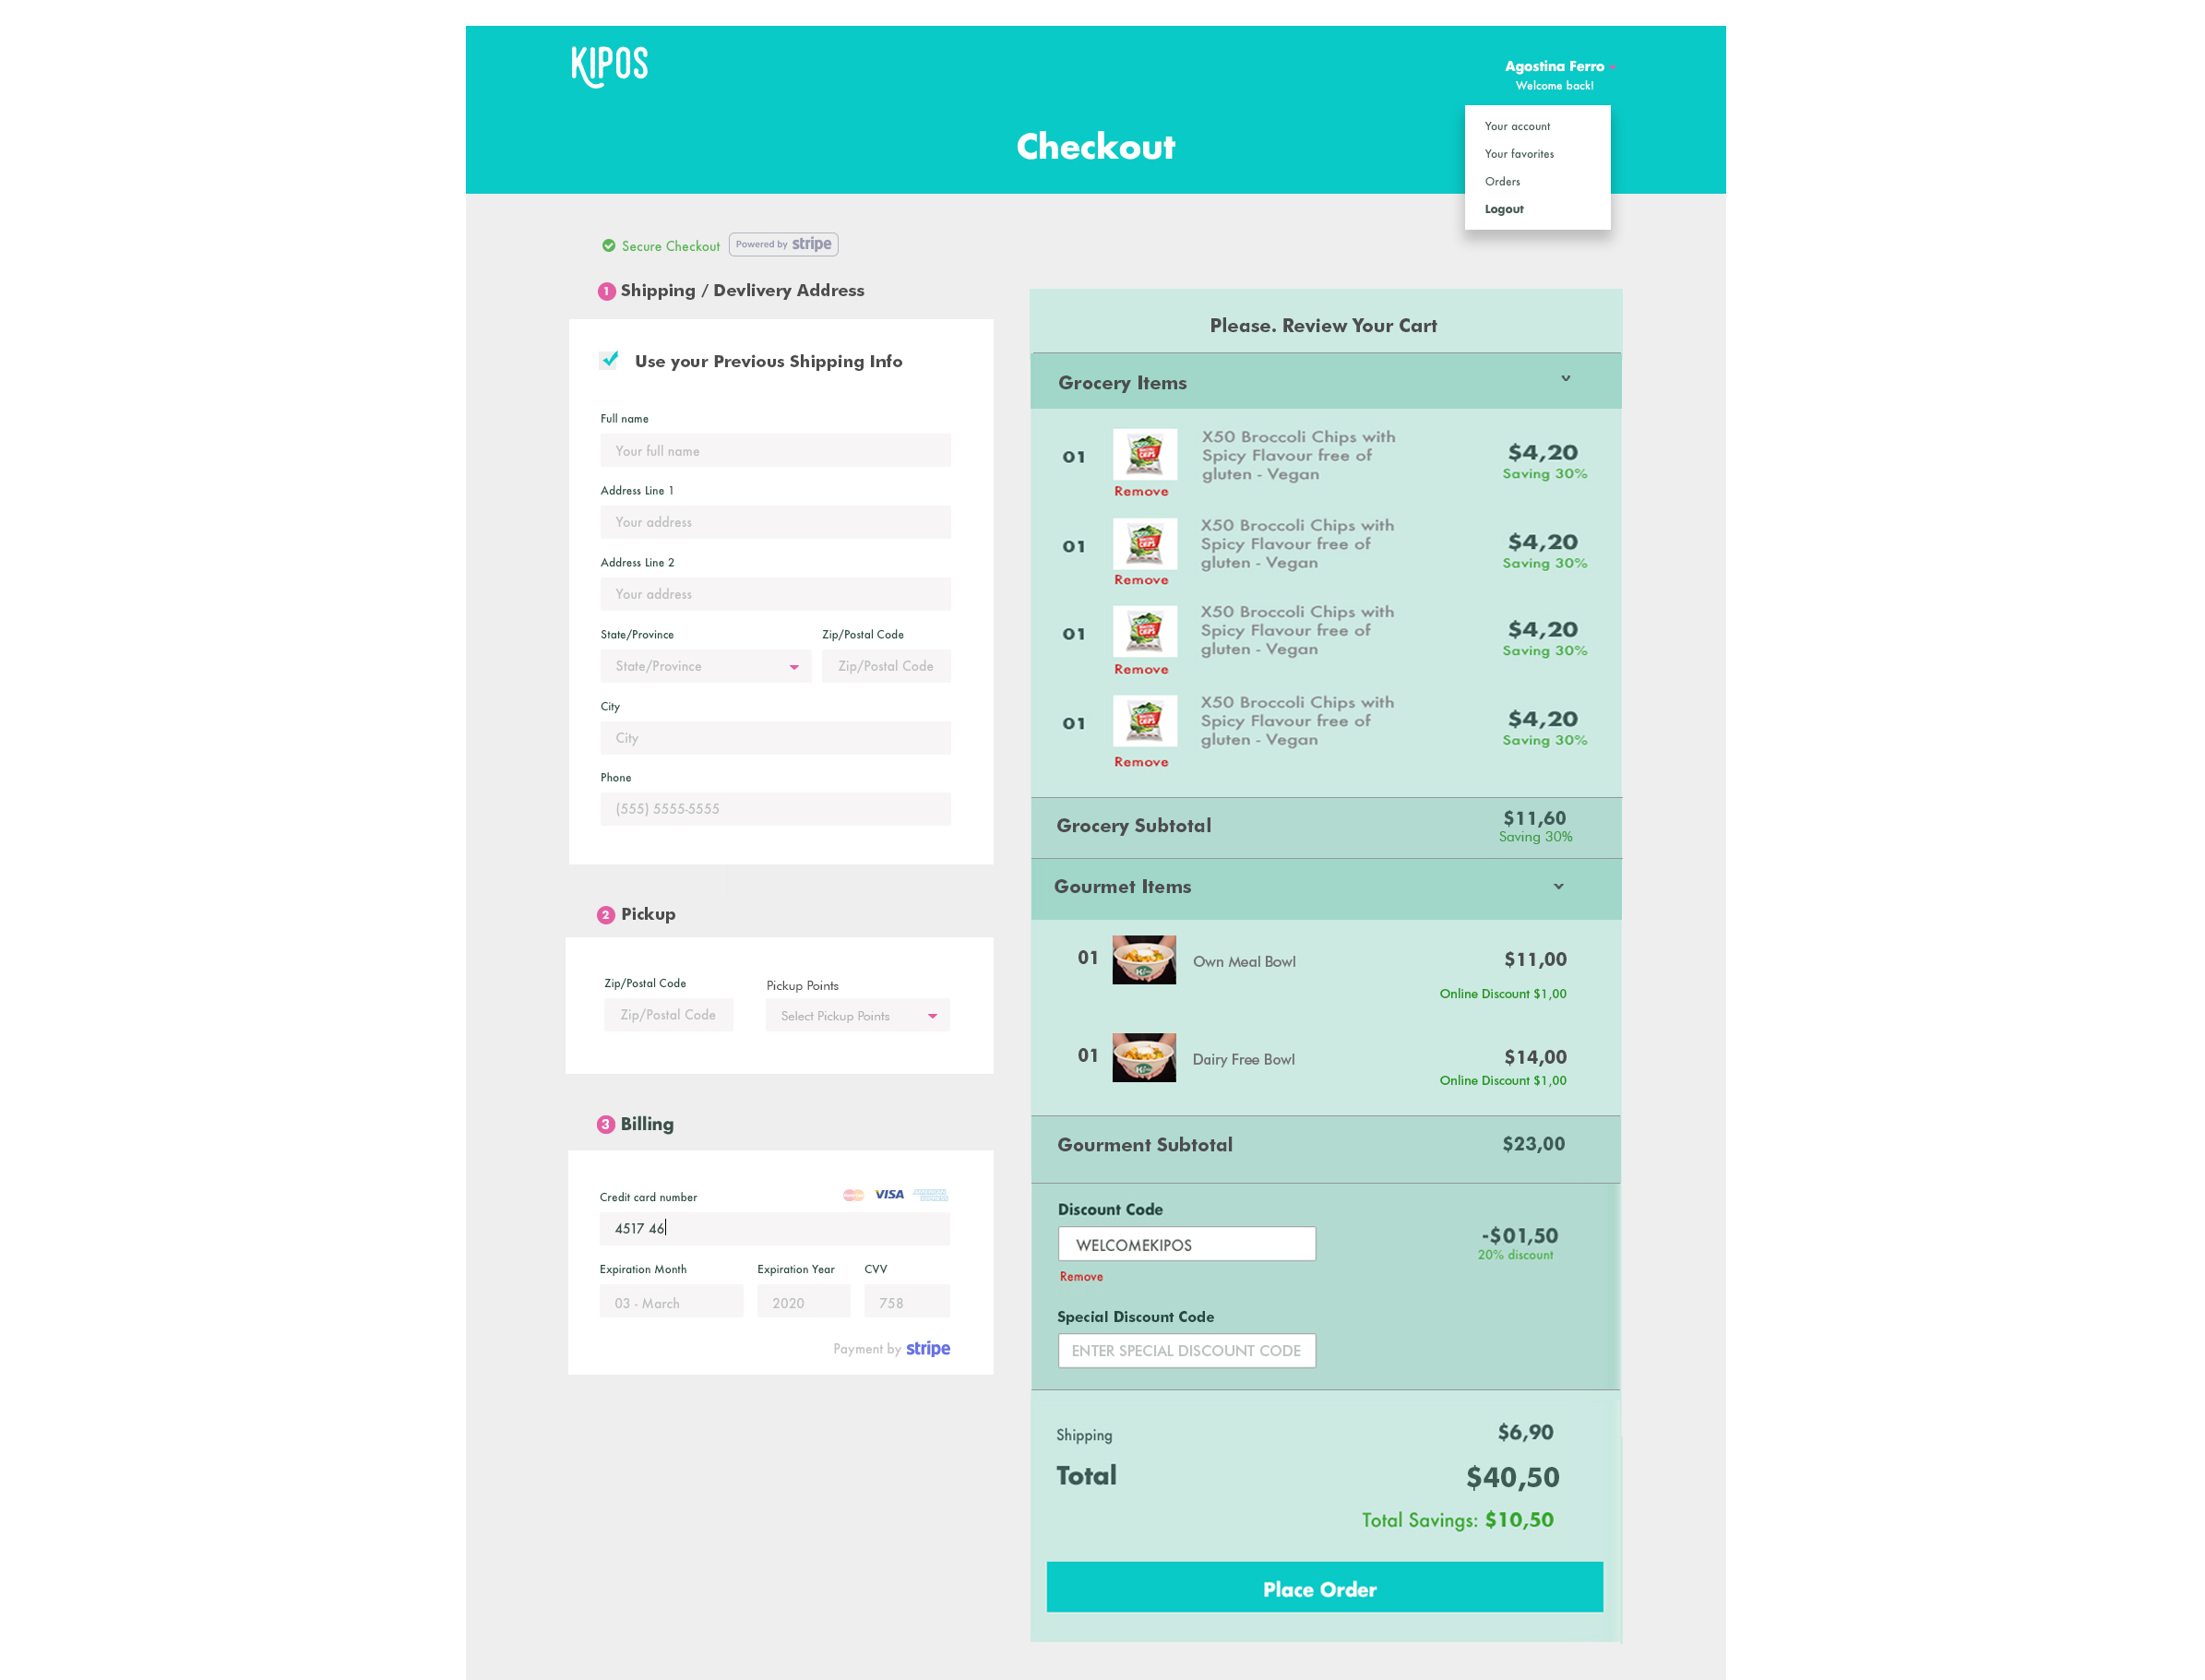 KIPOS
Agostina Ferro
Welcome back!
Checkout
Your account
Your favorites
Orders
Logout
Secure Checkout
Powered by stripe
1 Shipping / Devlivery Address
Use your Previous Shipping Info
Full name
Your full name
Address Line 1
Your address
Address Line 2
Your address
State/Province Zip/Postal Code
State/Province Zip/Postal Code
City
City
Phone
(555) 5555-5555
2 Pickup
Zip/Postal Code Pickup Points
Zip/Postal Code Select Pickup Points
3 Billing
Credit card number VISA AMERICAN EXPRESS
4517 46
Expiration Month Expiration Year CVV
03 - March 2020 758
Payment by stripe
Please. Review Your Cart
Grocery Items
01 X50 Broccoli Chips with
Spicy Flavour free of
gluten - Vegan
$4,20
Saving 30%
Remove
01 X50 Broccoli Chips with
Spicy Flavour free of
gluten - Vegan
$4,20
Saving 30%
Remove
01 X50 Broccoli Chips with
Spicy Flavour free of
gluten - Vegan
$4,20
Saving 30%
Remove
01 X50 Broccoli Chips with
Spicy Flavour free of
gluten - Vegan
$4,20
Saving 30%
Remove
Grocery Subtotal $11,60
Saving 30%
Gourmet Items
01 Own Meal Bowl $11,00
Online Discount $1,00
01 Dairy Free Bowl $14,00
Online Discount $1,00
Gourment Subtotal $23,00
Discount Code
WELCOMEKIPOS
-$01,50
20% discount
Remove
Special Discount Code
ENTER SPECIAL DISCOUNT CODE
Shipping $6,90
Total $40,50
Total Savings: $10,50
Place Order